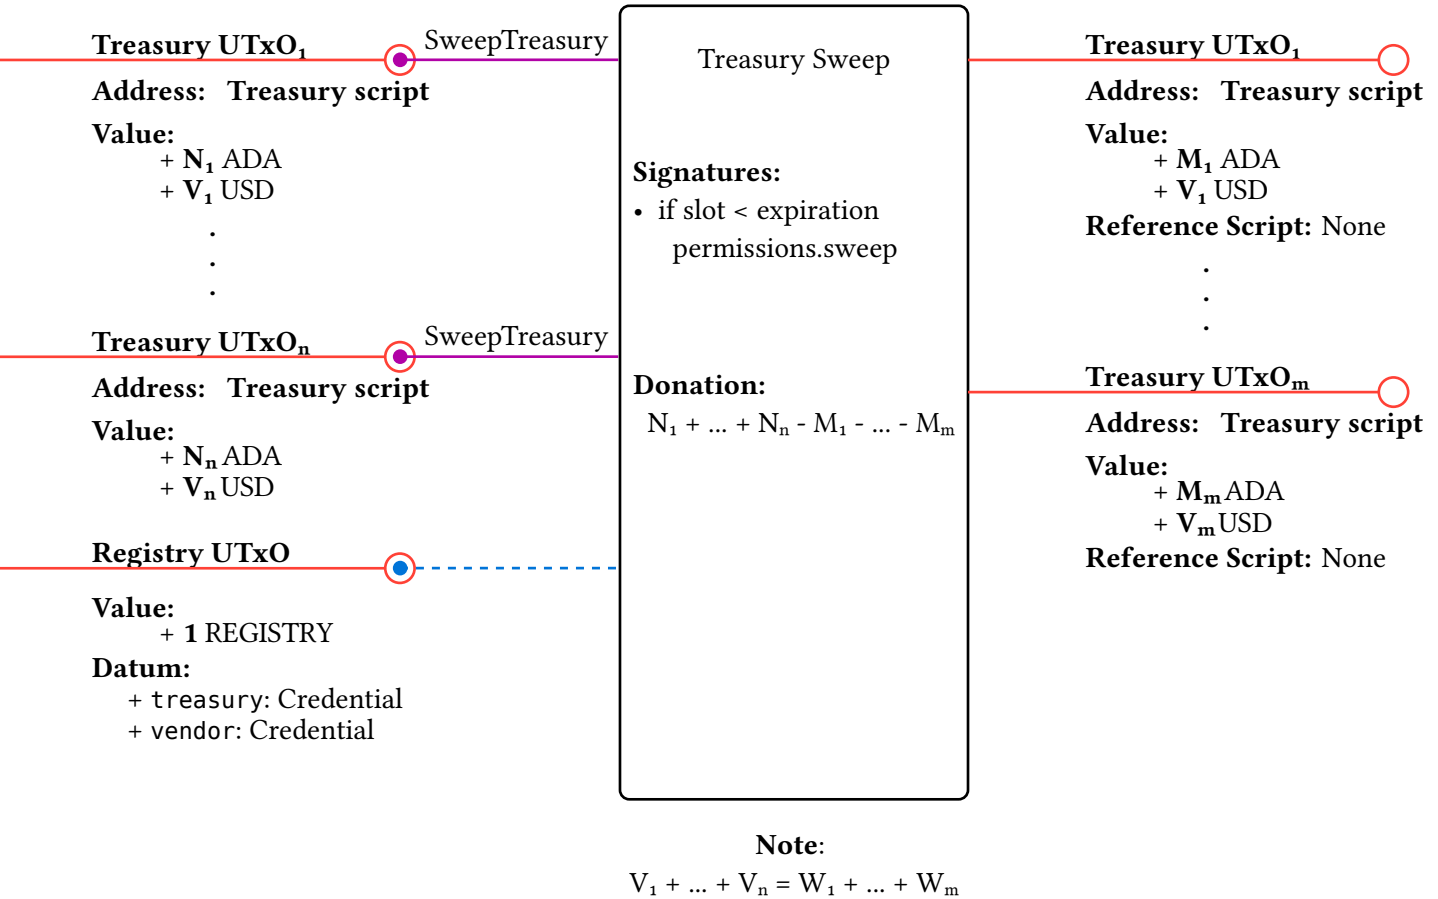 Treasury UTxO₁
SweepTreasury
Address: Treasury script
Value:
+ N₁ ADA
+ V₁ USD
.
.
.
Treasury UTxOₙ
SweepTreasury
Address: Treasury script
Value:
+ Nₙ ADA
+ Vₙ USD
Registry UTxO
Value:
+ 1 REGISTRY
Datum:
+ treasury: Credential
+ vendor: Credential
Treasury Sweep
Signatures:
• if slot < expiration
permissions.sweep
Donation:
N₁ + ... + Nₙ - M₁ - ... - Mₘ
Treasury UTxO₁
Address: Treasury script
Value:
+ M₁ ADA
+ V₁ USD
Reference Script: None
.
.
.
Treasury UTxOₘ
Address: Treasury script
Value:
+ Mₘ ADA
+ Vₘ USD
Reference Script: None
Note:
V₁ + ... + Vₙ = W₁ + ... + Wₘ